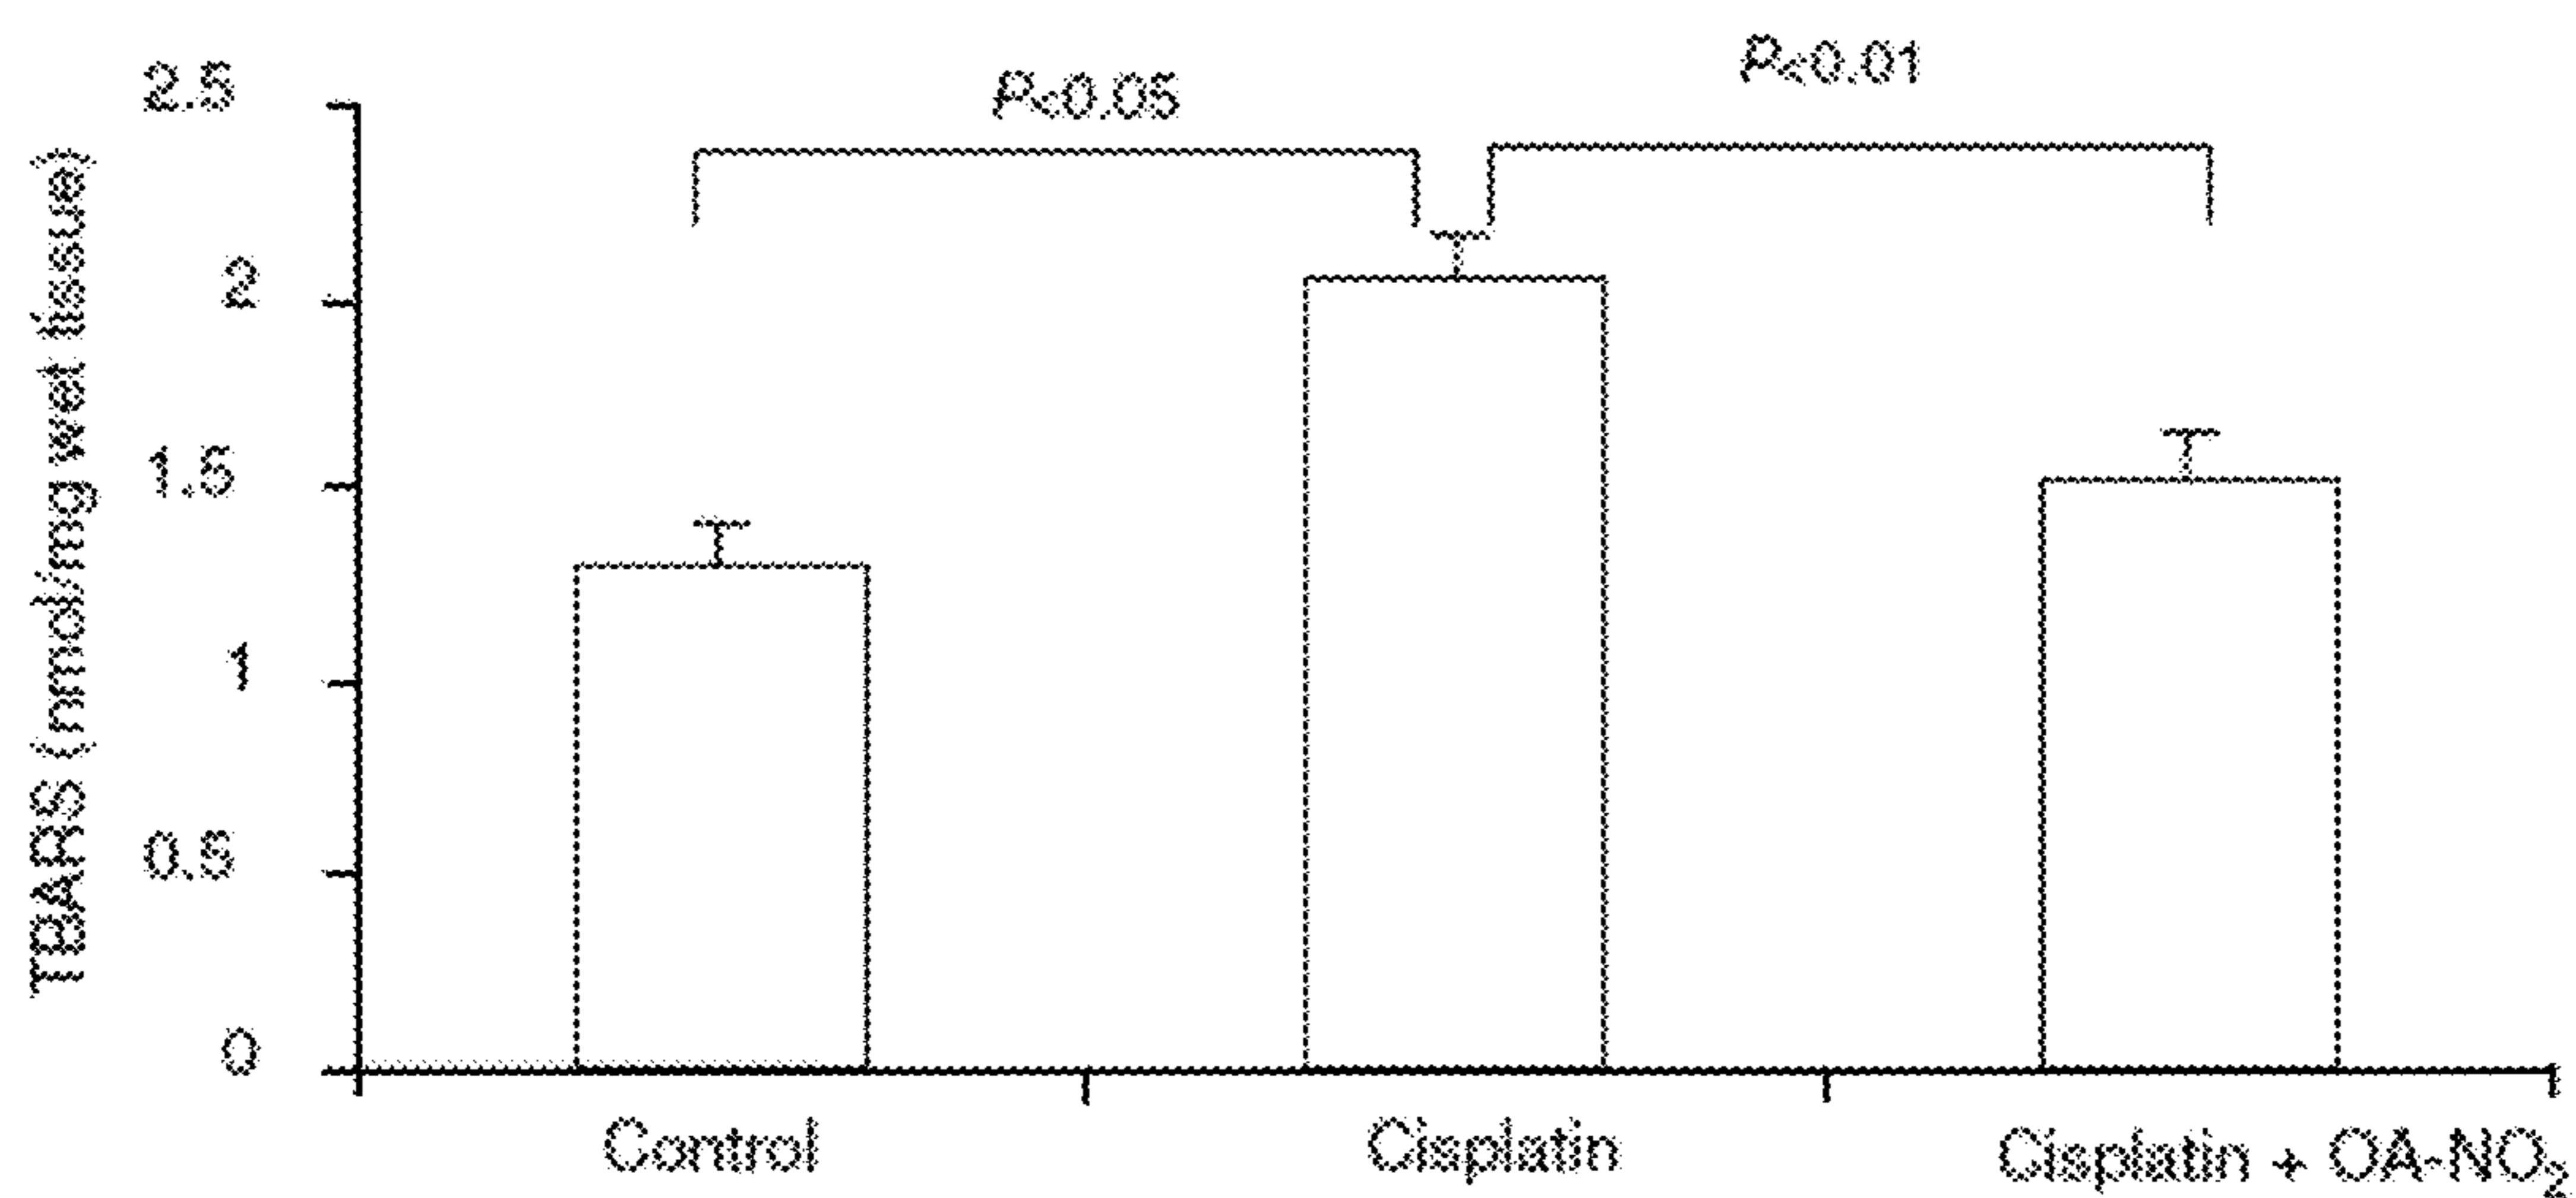 P<0.05
P<0.01
2.5
2
1.5
1
0.5
0
TBARS (nmol/mg wet tissue)
Control
Cisplatin
Cisplatin + OA-NO₂